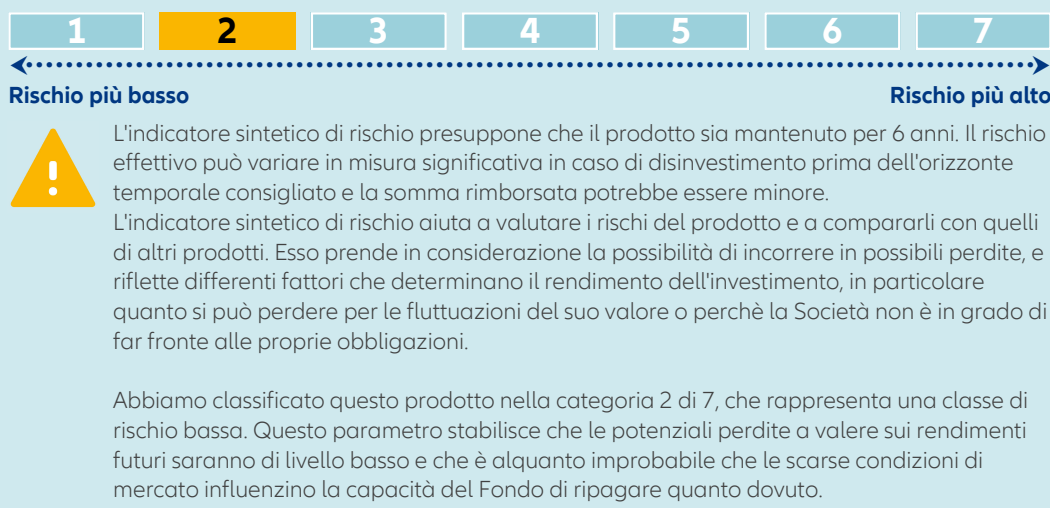 1 2 3 4 5 6 7
Rischio più basso Rischio più alto
L'indicatore sintetico di rischio presuppone che il prodotto sia mantenuto per 6 anni. Il rischio
effettivo può variare in misura significativa in caso di disinvestimento prima dell'orizzonte
temporale consigliato e la somma rimborsata potrebbe essere minore.
L'indicatore sintetico di rischio aiuta a valutare i rischi del prodotto e a compararli con quelli
di altri prodotti. Esso prende in considerazione la possibilità di incorrere in possibili perdite, e
riflette differenti fattori che determinano il rendimento dell'investimento, in particolare
quanto si può perdere per le fluttuazioni del suo valore o perchè la Società non è in grado di
far fronte alle proprie obbligazioni.
Abbiamo classificato questo prodotto nella categoria 2 di 7, che rappresenta una classe di
rischio bassa. Questo parametro stabilisce che le potenziali perdite a valere sui rendimenti
futuri saranno di livello basso e che è alquanto improbabile che le scarse condizioni di
mercato influenzino la capacità del Fondo di ripagare quanto dovuto.